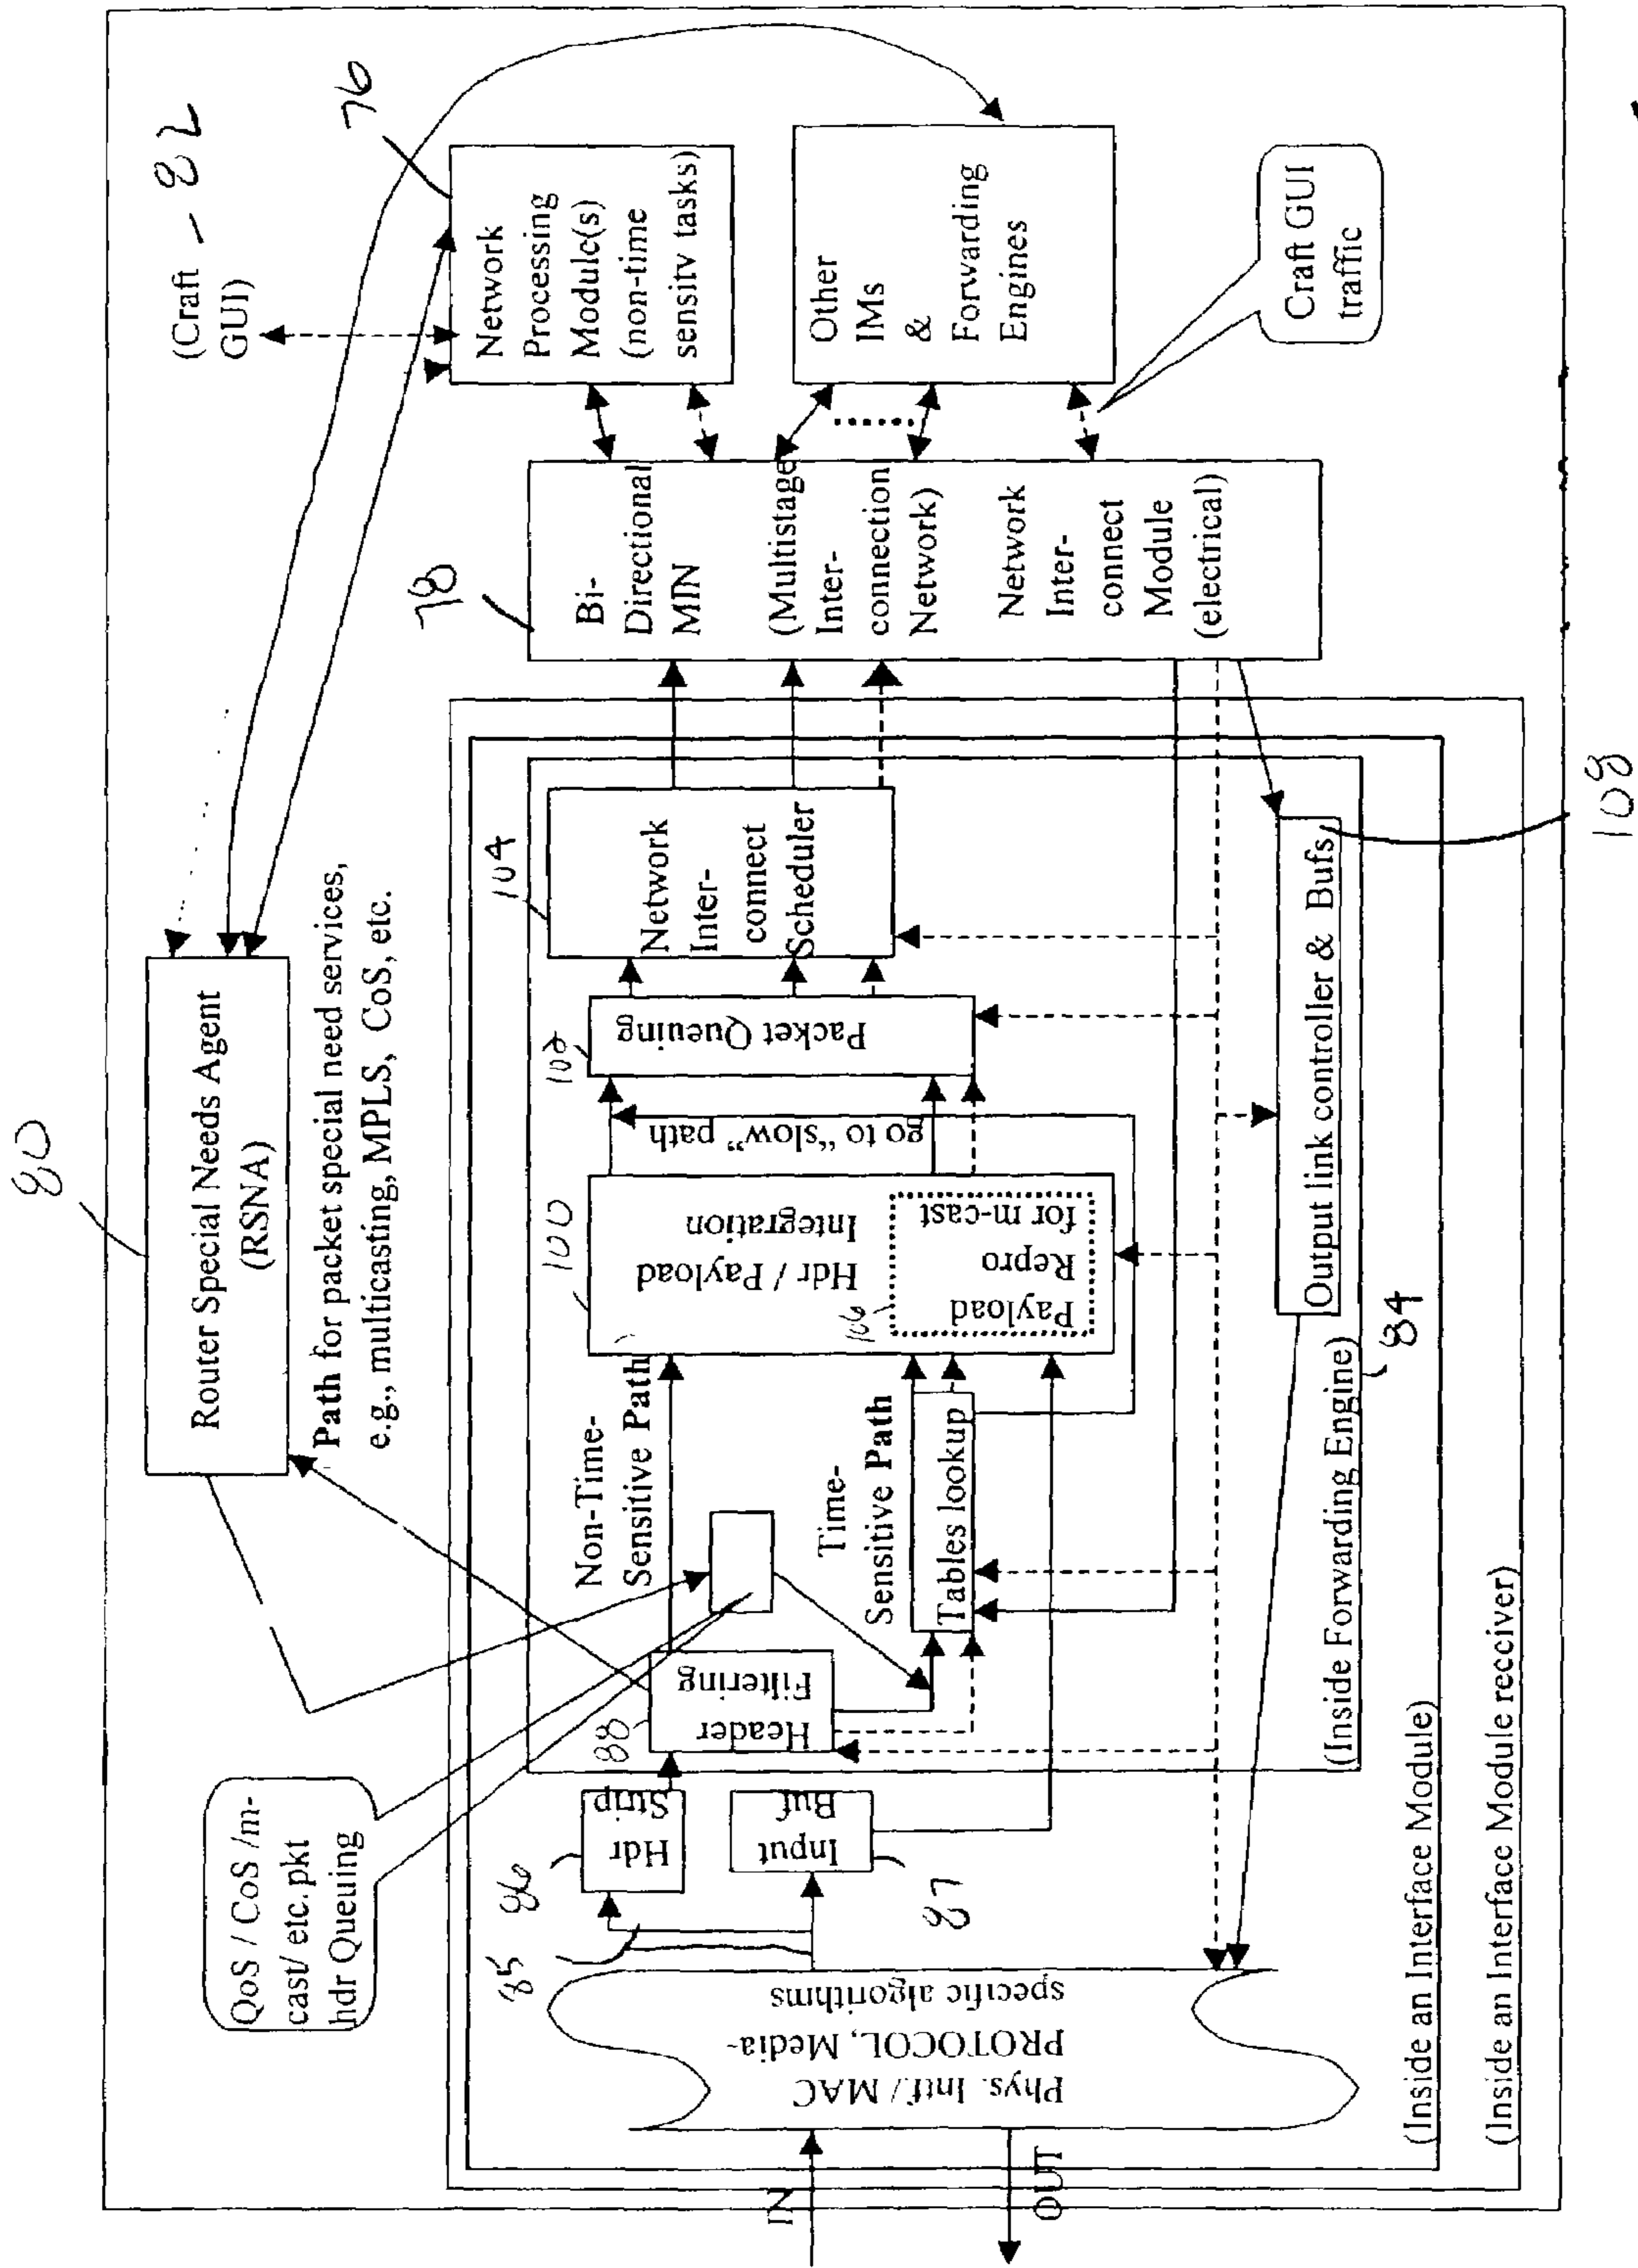 80
Router Special Needs Agent
(RSNA)
Path for packet special need services,
e.g., multicasting, MPLS, CoS, etc.
(Craft - 82
GUI)
76
Network
Processing
Module(s)
(non-time
sensitv tasks)
Other
IMs
&
Forwarding
Engines
Craft GUI
traffic
78
Bi-
Directional
MIN
(Multistage
Inter-
connection
Network)
Network
Inter-
connect
Module
(electrical)
104
Network
Inter-
connect
Scheduler
102
Packet Queuing
go to "slow" path
100
Hdr / Payload
Integration
106
Payload
Repro
for m-cast
Non-Time-
Sensitive Path
Time-
Sensitive Path
Tables lookup
88
Header
Filtering
QoS / CoS /m-
cast/ etc.pkt
hdr Queuing
86
Hdr
Strip
87
Input
Buf
85
Phys. Intf./ MAC
PROTOCOL, Media-
specific algorithms
IN
OUT
Output link controller & Bufs
108
(Inside Forwarding Engine)
84
(Inside an Interface Module)
(Inside an Interface Module receiver)